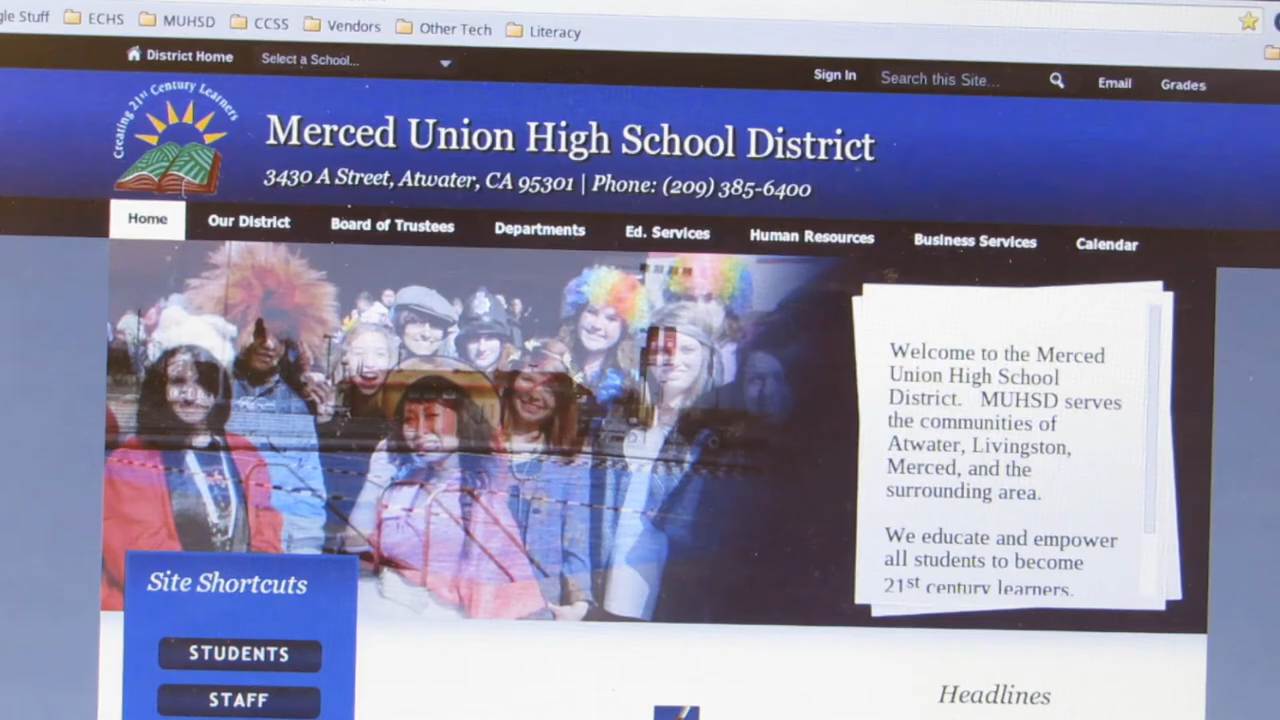 gle Stuff ECHS MUHSD CCSS Vendors Other Tech Literacy
District Home Select a School... Sign In Search this Site... Email Grades
Creating 21st Century Learners
Merced Union High School District
3430 A Street, Atwater, CA 95301 | Phone: (209) 385-6400
Home Our District Board of Trustees Departments Ed. Services Human Resources Business Services Calendar
Welcome to the Merced
Union High School
District. MUHSD serves
the communities of
Atwater, Livingston,
Merced, and the
surrounding area.
We educate and empower
all students to become
21st century learners.
Site Shortcuts
STUDENTS
STAFF
Headlines